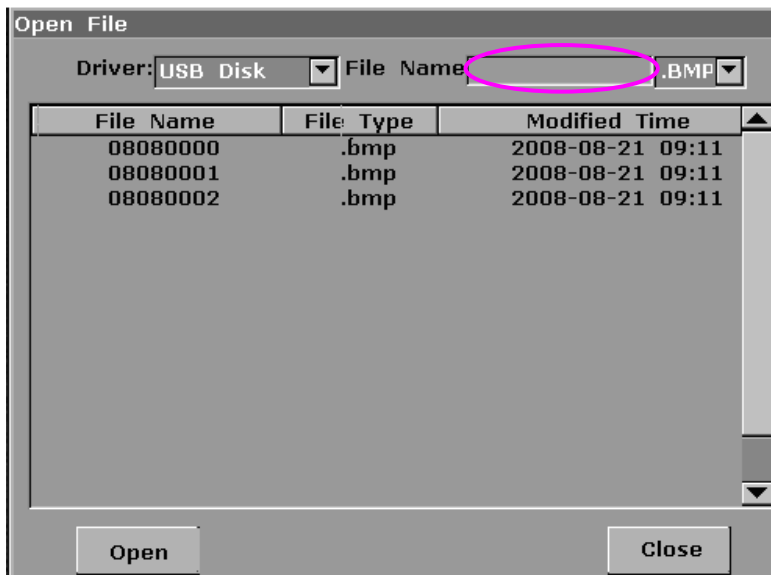 Open File
Driver: USB Disk File Name .BMP
File Name File Type Modified Time
08080000 .bmp 2008-08-21 09:11
08080001 .bmp 2008-08-21 09:11
08080002 .bmp 2008-08-21 09:11
Open Close